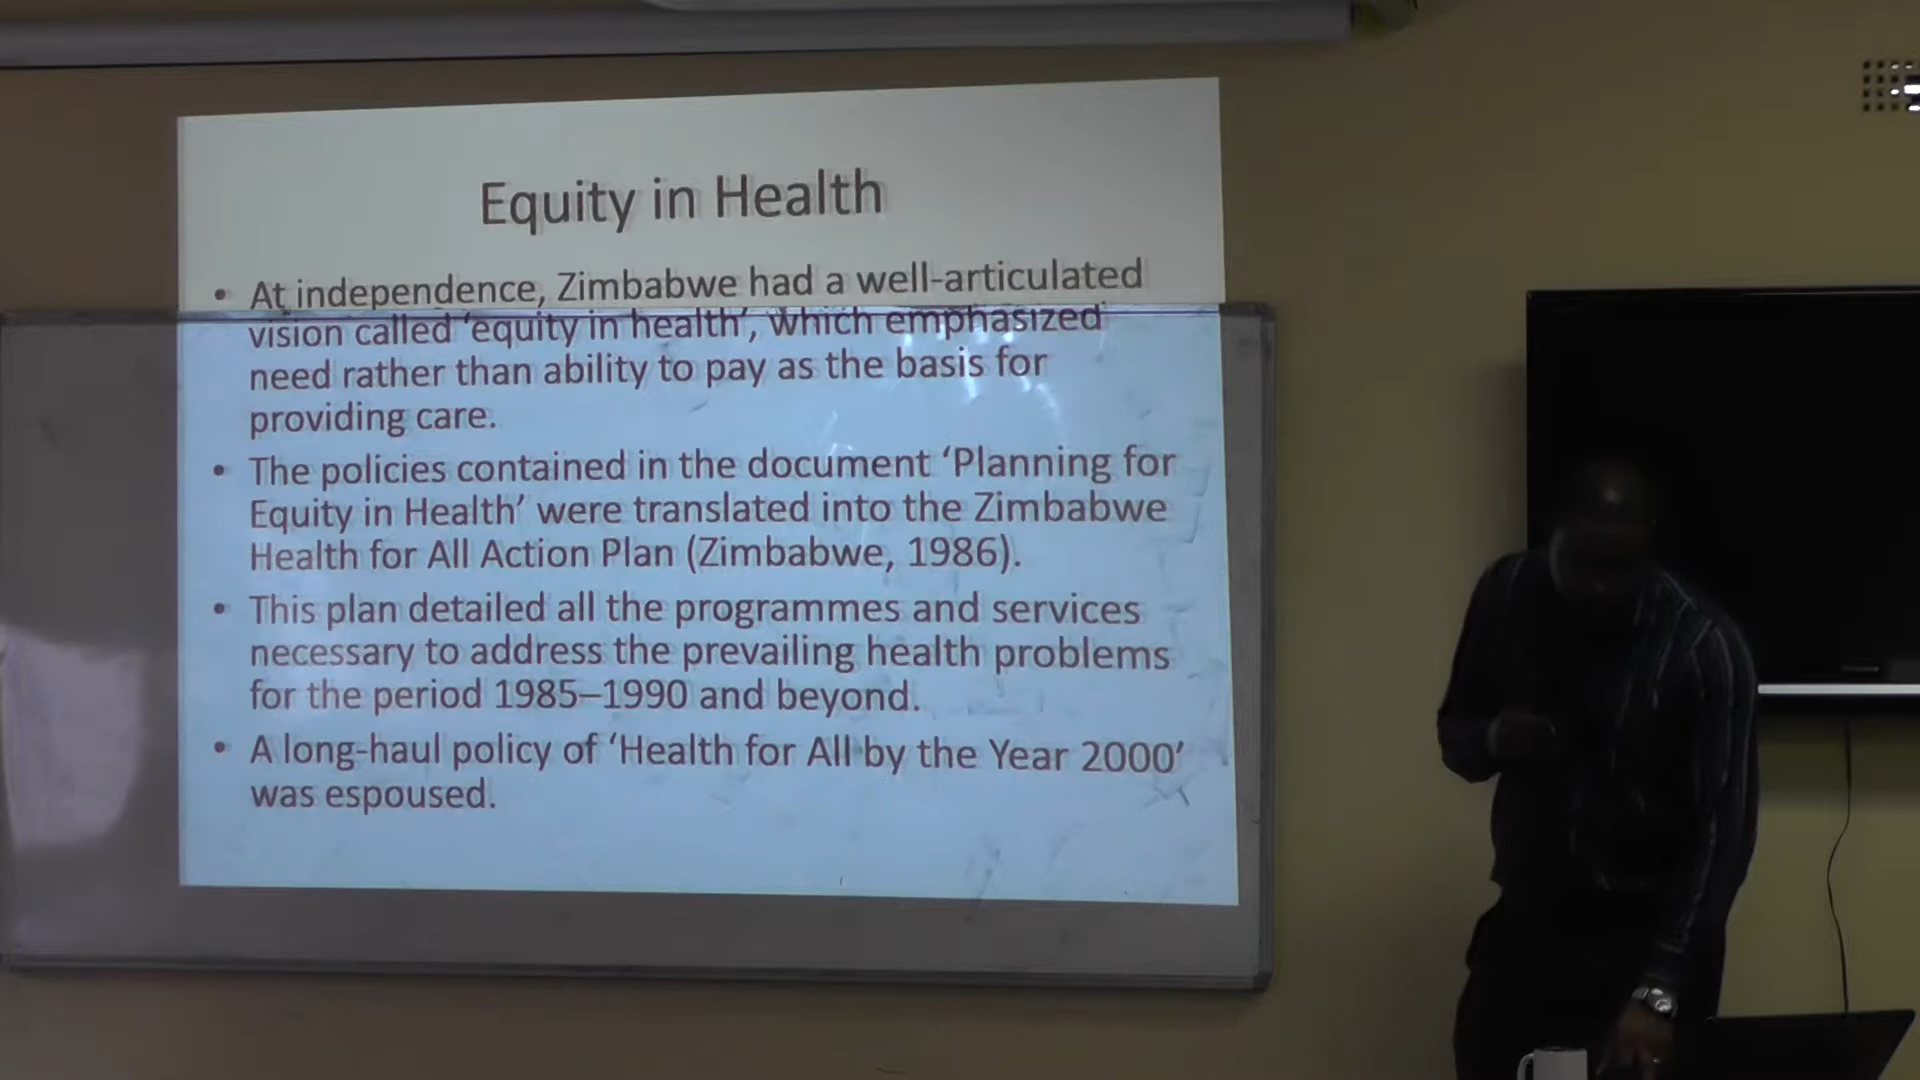 Equity in Health
• At independence, Zimbabwe had a well-articulated
vision called ‘equity in health’, which emphasized
need rather than ability to pay as the basis for
providing care.
• The policies contained in the document ‘Planning for
Equity in Health’ were translated into the Zimbabwe
Health for All Action Plan (Zimbabwe, 1986).
• This plan detailed all the programmes and services
necessary to address the prevailing health problems
for the period 1985–1990 and beyond.
• A long-haul policy of ‘Health for All by the Year 2000’
was espoused.